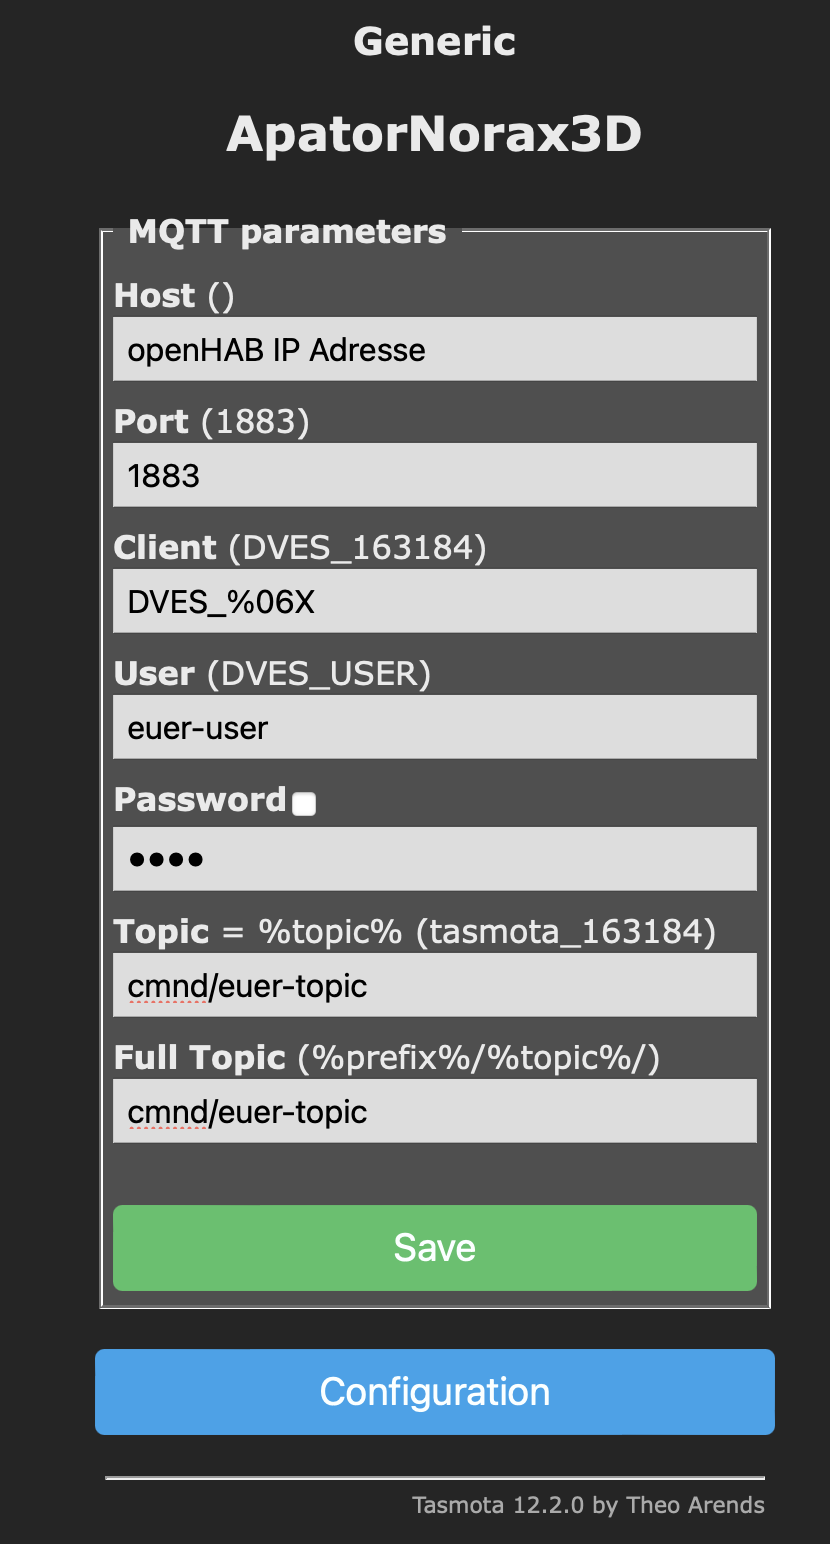 Generic
ApatorNorax3D
MQTT parameters
Host ()
openHAB IP Adresse
Port (1883)
1883
Client (DVES_163184)
DVES_%06X
User (DVES_USER)
euer-user
Password
••••
Topic = %topic% (tasmota_163184)
cmnd/euer-topic
Full Topic (%prefix%/%topic%/)
cmnd/euer-topic
Save
Configuration
Tasmota 12.2.0 by Theo Arends